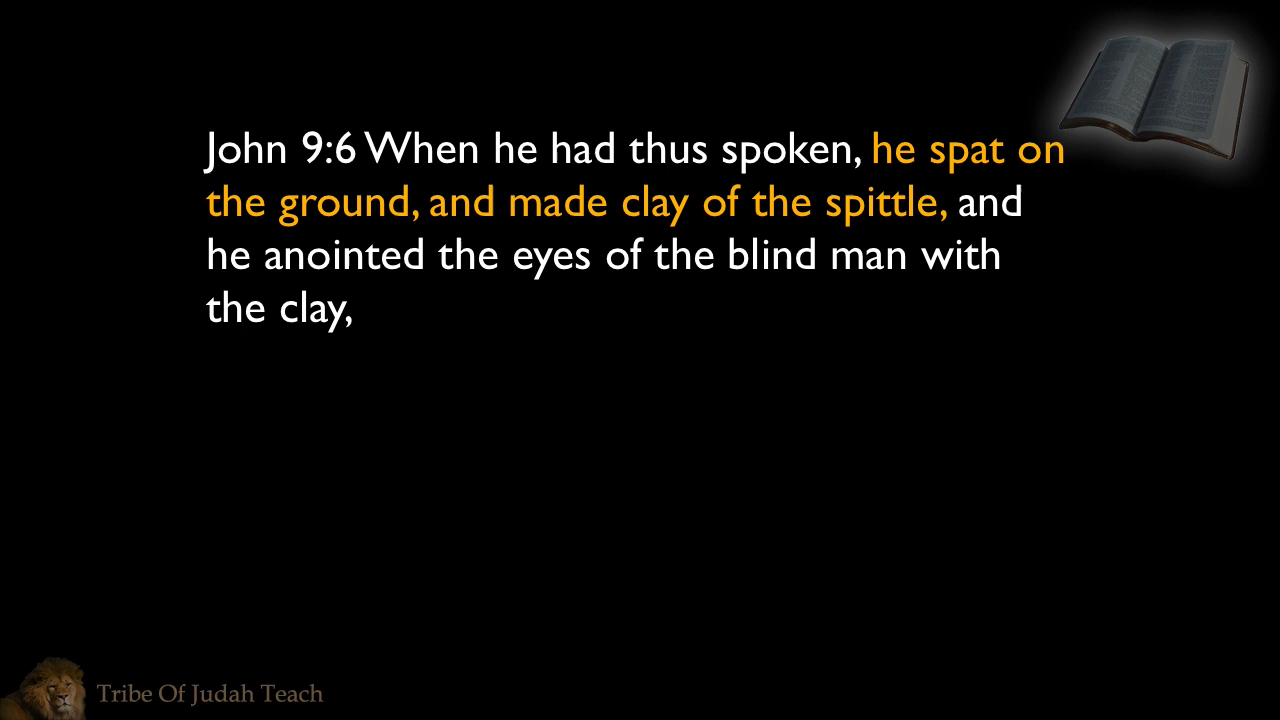 John 9:6 When he had thus spoken, he spat on
the ground, and made clay of the spittle, and
he anointed the eyes of the blind man with
the clay,
Tribe Of Judah Teach